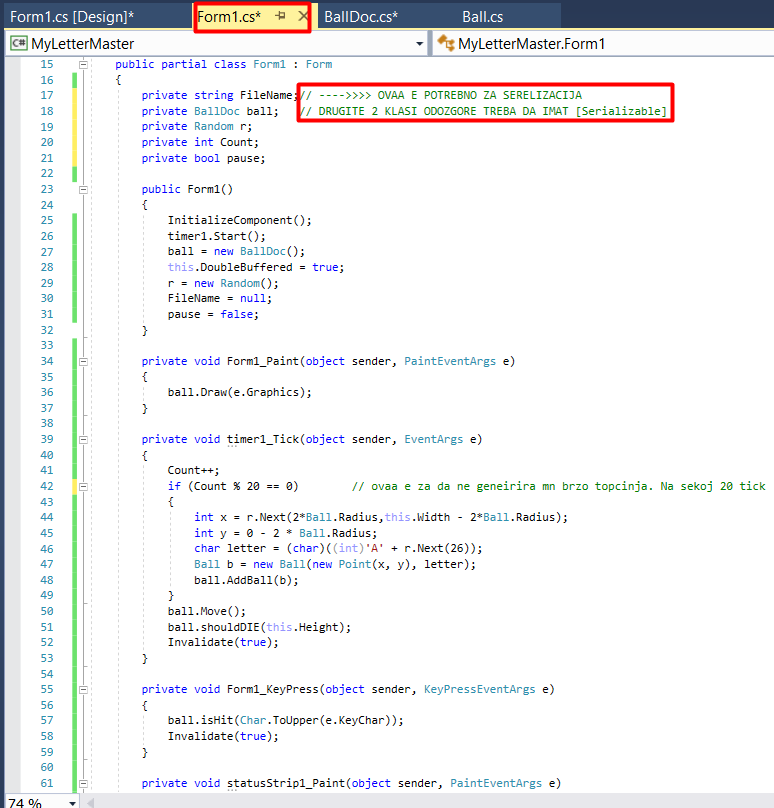 Form1.cs [Design]* Form1.cs* BallDoc.cs* Ball.cs
C# MyLetterMaster MyLetterMaster.Form1
15 public partial class Form1 : Form
16 {
17 private string FileName;// ---->>>> OVAA E POTREBNO ZA SERELIZACIJA
18 private BallDoc ball; // DRUGITE 2 KLASI ODOZGORE TREBA DA IMAT [Serializable]
19 private Random r;
20 private int Count;
21 private bool pause;
22
23 public Form1()
24 {
25 InitializeComponent();
26 timer1.Start();
27 ball = new BallDoc();
28 this.DoubleBuffered = true;
29 r = new Random();
30 FileName = null;
31 pause = false;
32 }
33
34 private void Form1_Paint(object sender, PaintEventArgs e)
35 {
36 ball.Draw(e.Graphics);
37 }
38
39 private void timer1_Tick(object sender, EventArgs e)
40 {
41 Count++;
42 if (Count % 20 == 0) // ovaa e za da ne geneirira mn brzo topcinja. Na sekoj 20 tick
43 {
44 int x = r.Next(2*Ball.Radius,this.Width - 2*Ball.Radius);
45 int y = 0 - 2 * Ball.Radius;
46 char letter = (char)((int)'A' + r.Next(26));
47 Ball b = new Ball(new Point(x, y), letter);
48 ball.AddBall(b);
49 }
50 ball.Move();
51 ball.shouldDIE(this.Height);
52 Invalidate(true);
53 }
54
55 private void Form1_KeyPress(object sender, KeyPressEventArgs e)
56 {
57 ball.isHit(Char.ToUpper(e.KeyChar));
58 Invalidate(true);
59 }
60
61 private void statusStrip1_Paint(object sender, PaintEventArgs e)
74 %